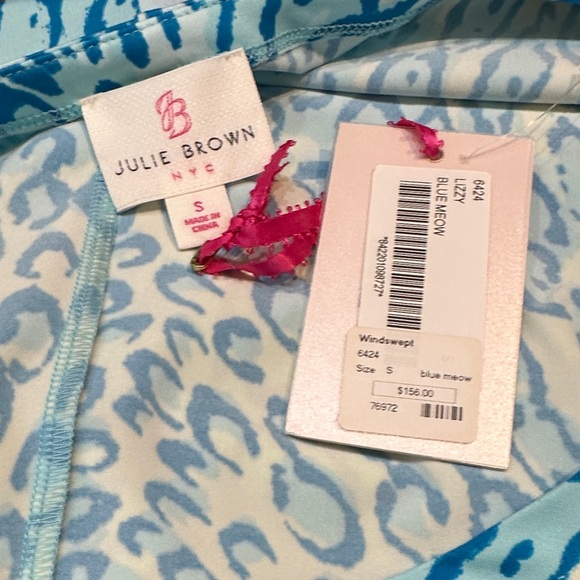 JB
JULIE BROWN
NYC
S
MADE IN
CHINA
6424
LIZZY
BLUE MEOW
*842201098727*
Windswept
6424
Size S blue meow
$156.00
76972